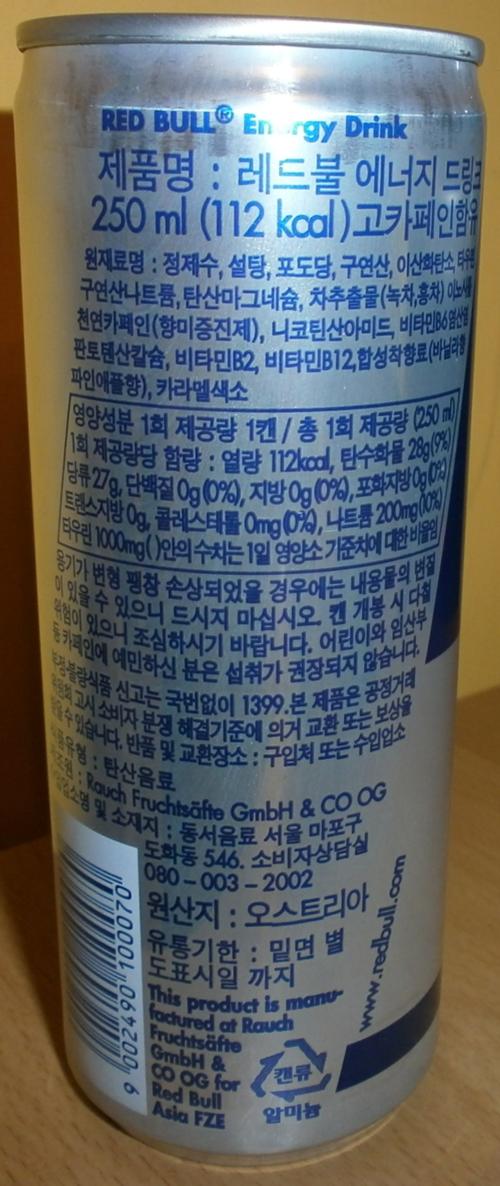 RED BULL® Energy Drink
제품명 : 레드불 에너지 드링크
250 ml (112 kcal)고카페인함유
원재료명 : 정제수, 설탕, 포도당, 구연산, 이산화탄소, 타우린
구연산나트륨, 탄산마그네슘, 차추출물(녹차,홍차) 이노시톨
천연카페인(향미증진제), 니코틴산아미드, 비타민B6염산염
판토텐산칼슘, 비타민B2, 비타민B12,합성착향료(바닐라향
파인애플향), 카라멜색소
영양성분 1회 제공량 1캔 / 총 1회 제공량 (250 ml)
1회 제공량당 함량 : 열량 112kcal, 탄수화물 28g(9%)
당류 27g, 단백질 0g(0%), 지방 0g(0%), 포화지방 0g(0%)
트랜스지방 0g, 콜레스테롤 0mg(0%), 나트륨 200mg(10%)
타우린 1000mg( )안의 수치는 1일 영양소 기준치에 대한 비율임
용기가 변형 팽창 손상되었을 경우에는 내용물의 변질
이 있을 수 있으니 드시지 마십시오. 캔 개봉 시 다칠
위험이 있으니 조심하시기 바랍니다. 어린이와 임산부
등 카페인에 예민하신 분은 섭취가 권장되지 않습니다.
부정·불량식품 신고는 국번없이 1399.본 제품은 공정거래
위원회 고시 소비자 분쟁 해결기준에 의거 교환 또는 보상을
받을 수 있습니다. 반품 및 교환장소 : 구입처 또는 수입업소
식품유형 : 탄산음료
제조원 : Rauch Fruchtsäfte GmbH & CO OG
수입업소명 및 소재지 : 동서음료 서울 마포구
도화동 546. 소비자상담실
080 – 003 – 2002
원산지 : 오스트리아
유통기한 : 밑면 별
도표시일 까지
This product is manu-
factured at Rauch
Fruchtsäfte
GmbH &
CO OG for
Red Bull
Asia FZE
www.redbull.com
캔류
알미늄
9 002490 100070